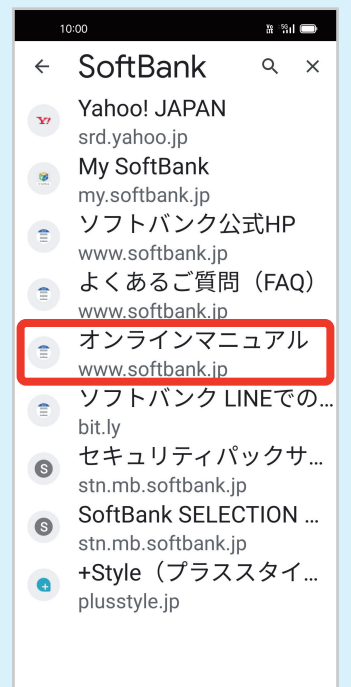 10:00
SoftBank
Yahoo! JAPAN
srd.yahoo.jp
My SoftBank
my.softbank.jp
ソフトバンク公式HP
www.softbank.jp
よくあるご質問（FAQ）
www.softbank.jp
オンラインマニュアル
www.softbank.jp
ソフトバンク LINEでの...
bit.ly
セキュリティパックサ...
S
stn.mb.softbank.jp
SoftBank SELECTION ...
S
stn.mb.softbank.jp
+Style（プラススタイ...
plusstyle.jp